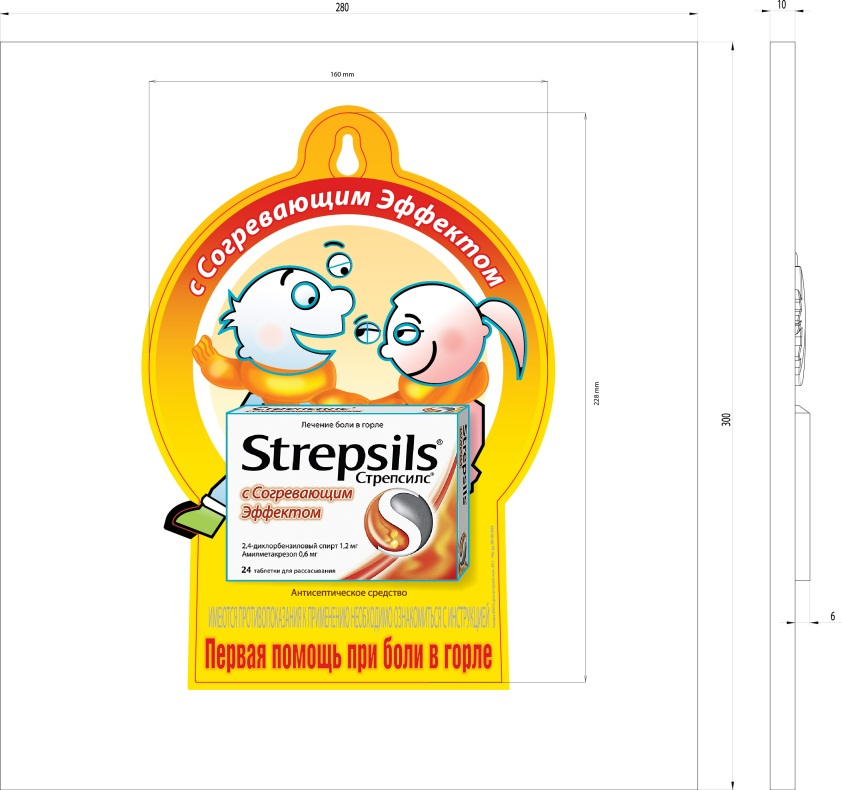 280
10
160 mm
с Согревающим Эффектом
228 mm
300
Стрепсилс
Лечение боли в горле
Strepsils®
Стрепсилс®
с Согревающим
Эффектом
Strepsils
2,4-дихлорбензиловый спирт 1,2 мг
Амилметакрезол 0,6 мг
24 таблетки для рассасывания
Антисептическое средство
ИМЕЮТСЯ ПРОТИВОПОКАЗАНИЯ К ПРИМЕНЕНИЮ НЕОБХОДИМО ОЗНАКОМИТЬСЯ С ИНСТРУКЦИЕЙ
Первая помощь при боли в горле
6